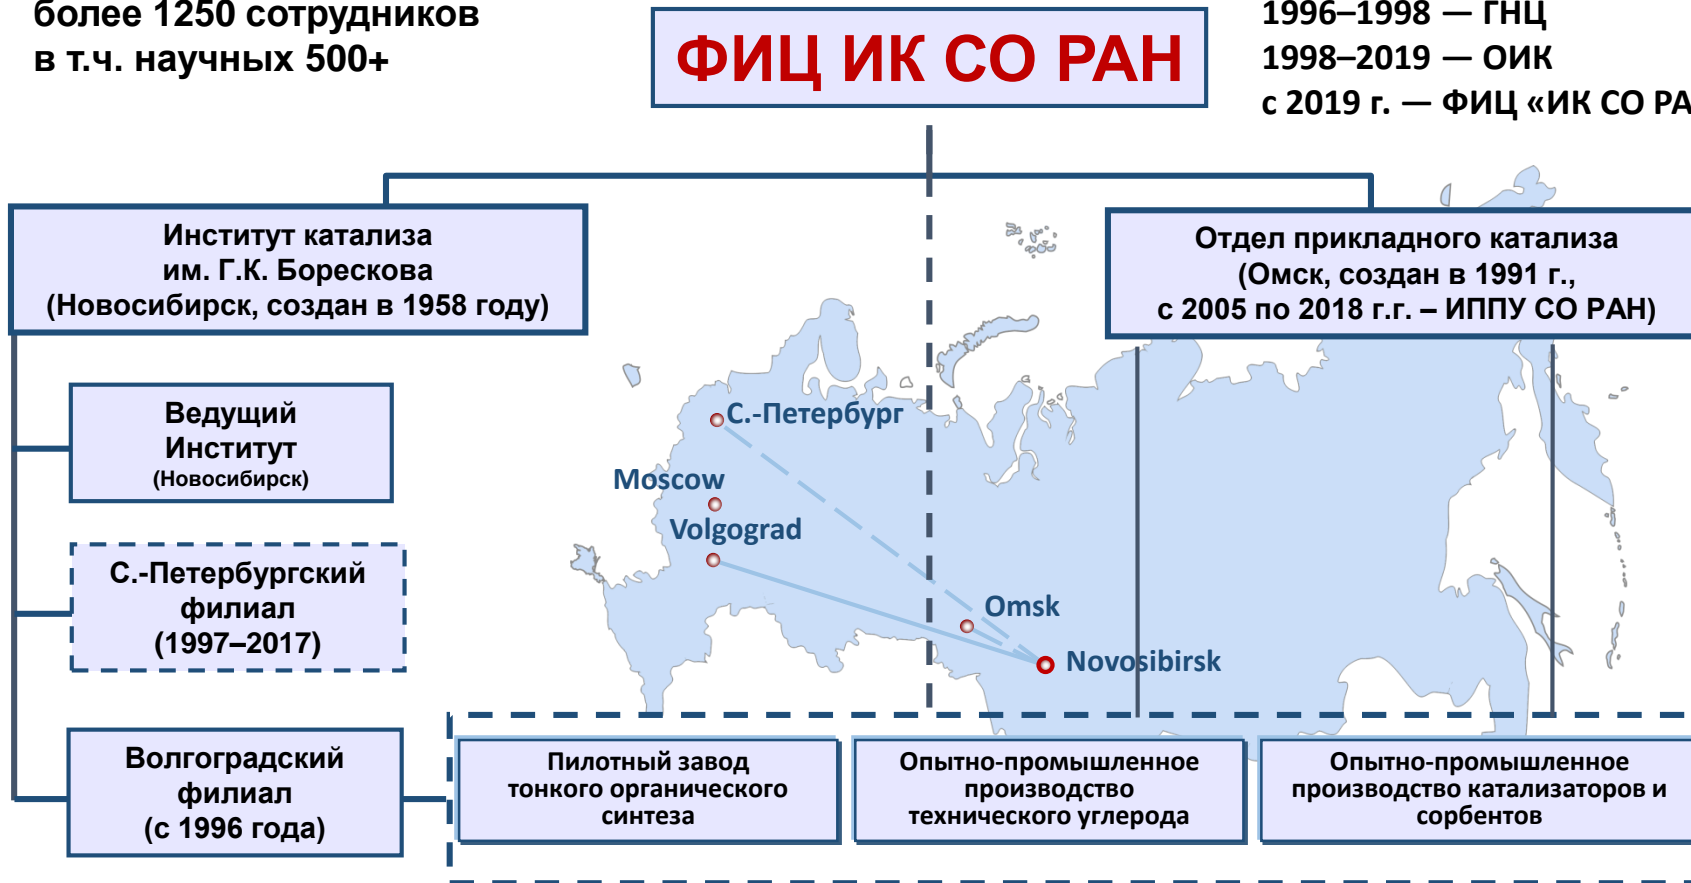 более 1250 сотрудников
в т.ч. научных 500+
ФИЦ ИК СО РАН
1996–1998 — ГНЦ
1998–2019 — ОИК
с 2019 г. — ФИЦ «ИК СО РА
Институт катализа
им. Г.К. Борескова
(Новосибирск, создан в 1958 году)
Отдел прикладного катализа
(Омск, создан в 1991 г.,
с 2005 по 2018 г.г. – ИППУ СО РАН)
Ведущий
Институт
(Новосибирск)
С.-Петербургский
филиал
(1997–2017)
Волгоградский
филиал
(с 1996 года)
С.-Петербург
Moscow
Volgograd
Omsk
Novosibirsk
Пилотный завод
тонкого органического
синтеза
Опытно-промышленное
производство
технического углерода
Опытно-промышленное
производство катализаторов и
сорбентов